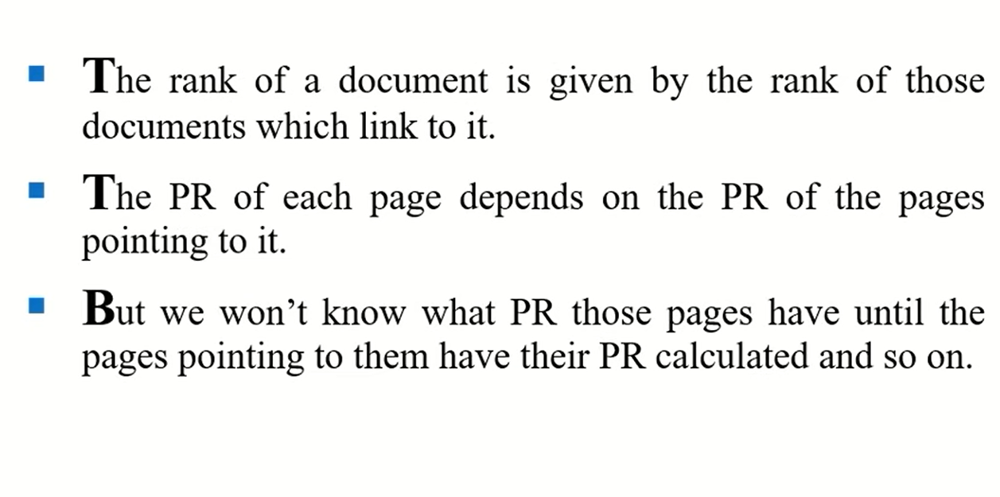 The rank of a document is given by the rank of those
documents which link to it.
The PR of each page depends on the PR of the pages
pointing to it.
But we won’t know what PR those pages have until the
pages pointing to them have their PR calculated and so on.